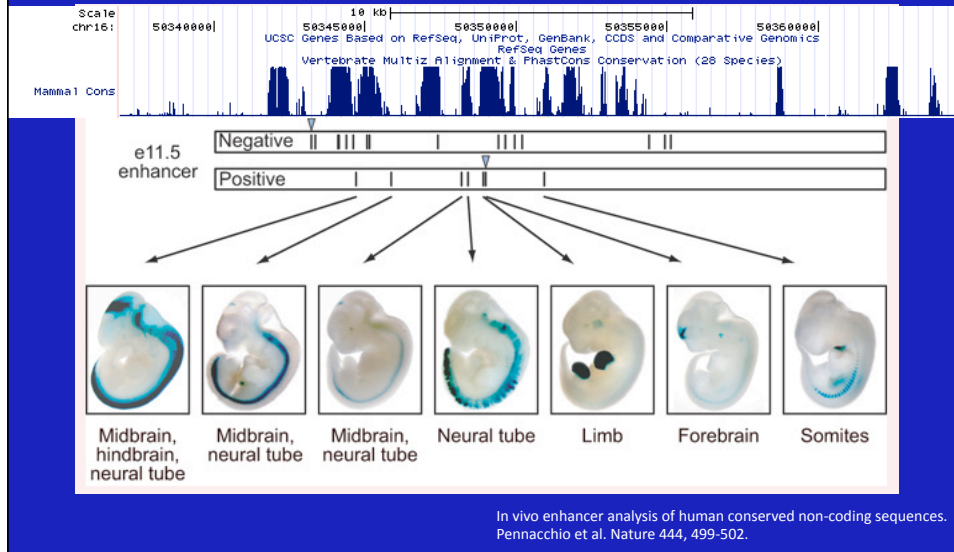 Scale 10 kb
chr16: 50340000 50345000 50350000 50355000 50360000
UCSC Genes Based on RefSeq, UniProt, GenBank, CCDS and Comparative Genomics
RefSeq Genes
Vertebrate Multiz Alignment & PhastCons Conservation (28 Species)
Mammal Cons
e11.5
enhancer
Negative
Positive
Midbrain,
hindbrain,
neural tube
Midbrain,
neural tube
Midbrain,
neural tube
Neural tube
Limb
Forebrain
Somites
In vivo enhancer analysis of human conserved non-coding sequences.
Pennacchio et al. Nature 444, 499-502.